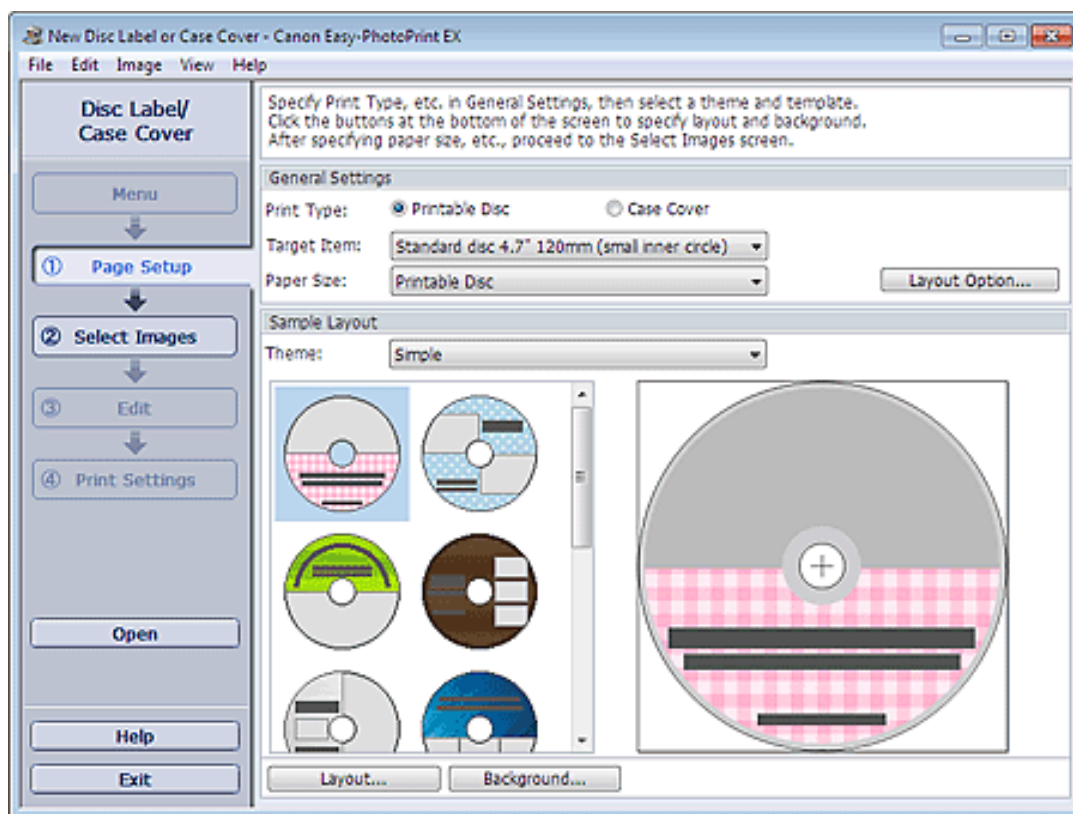 New Disc Label or Case Cover - Canon Easy-PhotoPrint EX
File Edit Image View Help
Disc Label/
Case Cover
Menu
① Page Setup
② Select Images
③ Edit
④ Print Settings
Open
Help
Exit
Specify Print Type, etc. in General Settings, then select a theme and template.
Click the buttons at the bottom of the screen to specify layout and background.
After specifying paper size, etc., proceed to the Select Images screen.
General Settings
Print Type: Printable Disc Case Cover
Target Item: Standard disc 4.7" 120mm (small inner circle)
Paper Size: Printable Disc Layout Option...
Sample Layout
Theme: Simple
Layout... Background...